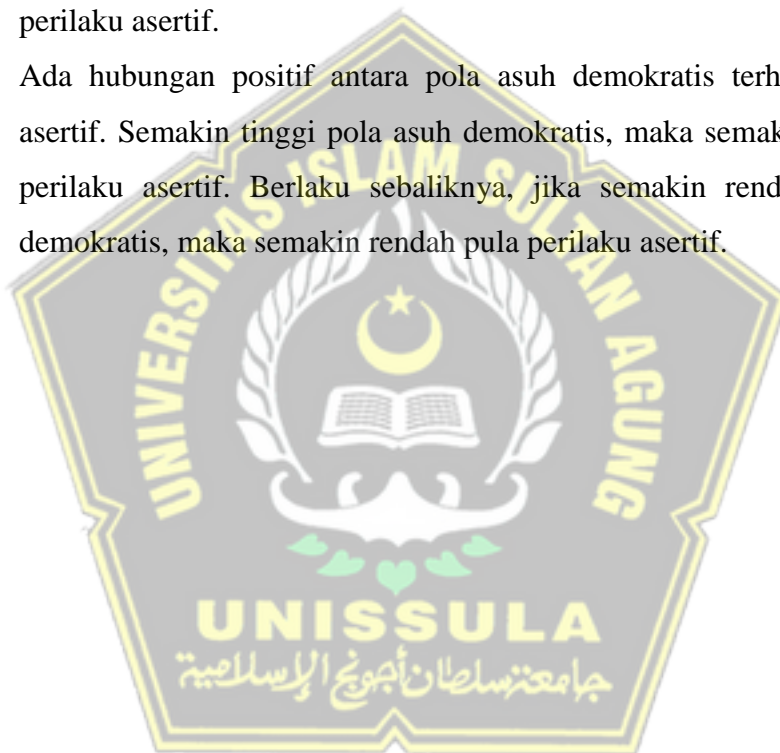 perilaku asertif.
Ada hubungan positif antara pola asuh demokratis terh
asertif. Semakin tinggi pola asuh demokratis, maka semak
perilaku asertif. Berlaku sebaliknya, jika semakin rend
demokratis, maka semakin rendah pula perilaku asertif.
UNIVERSITAS ISLAM SULTAN AGUNG
UNISSULA
جامعة سلطان أجونج الإسلامية